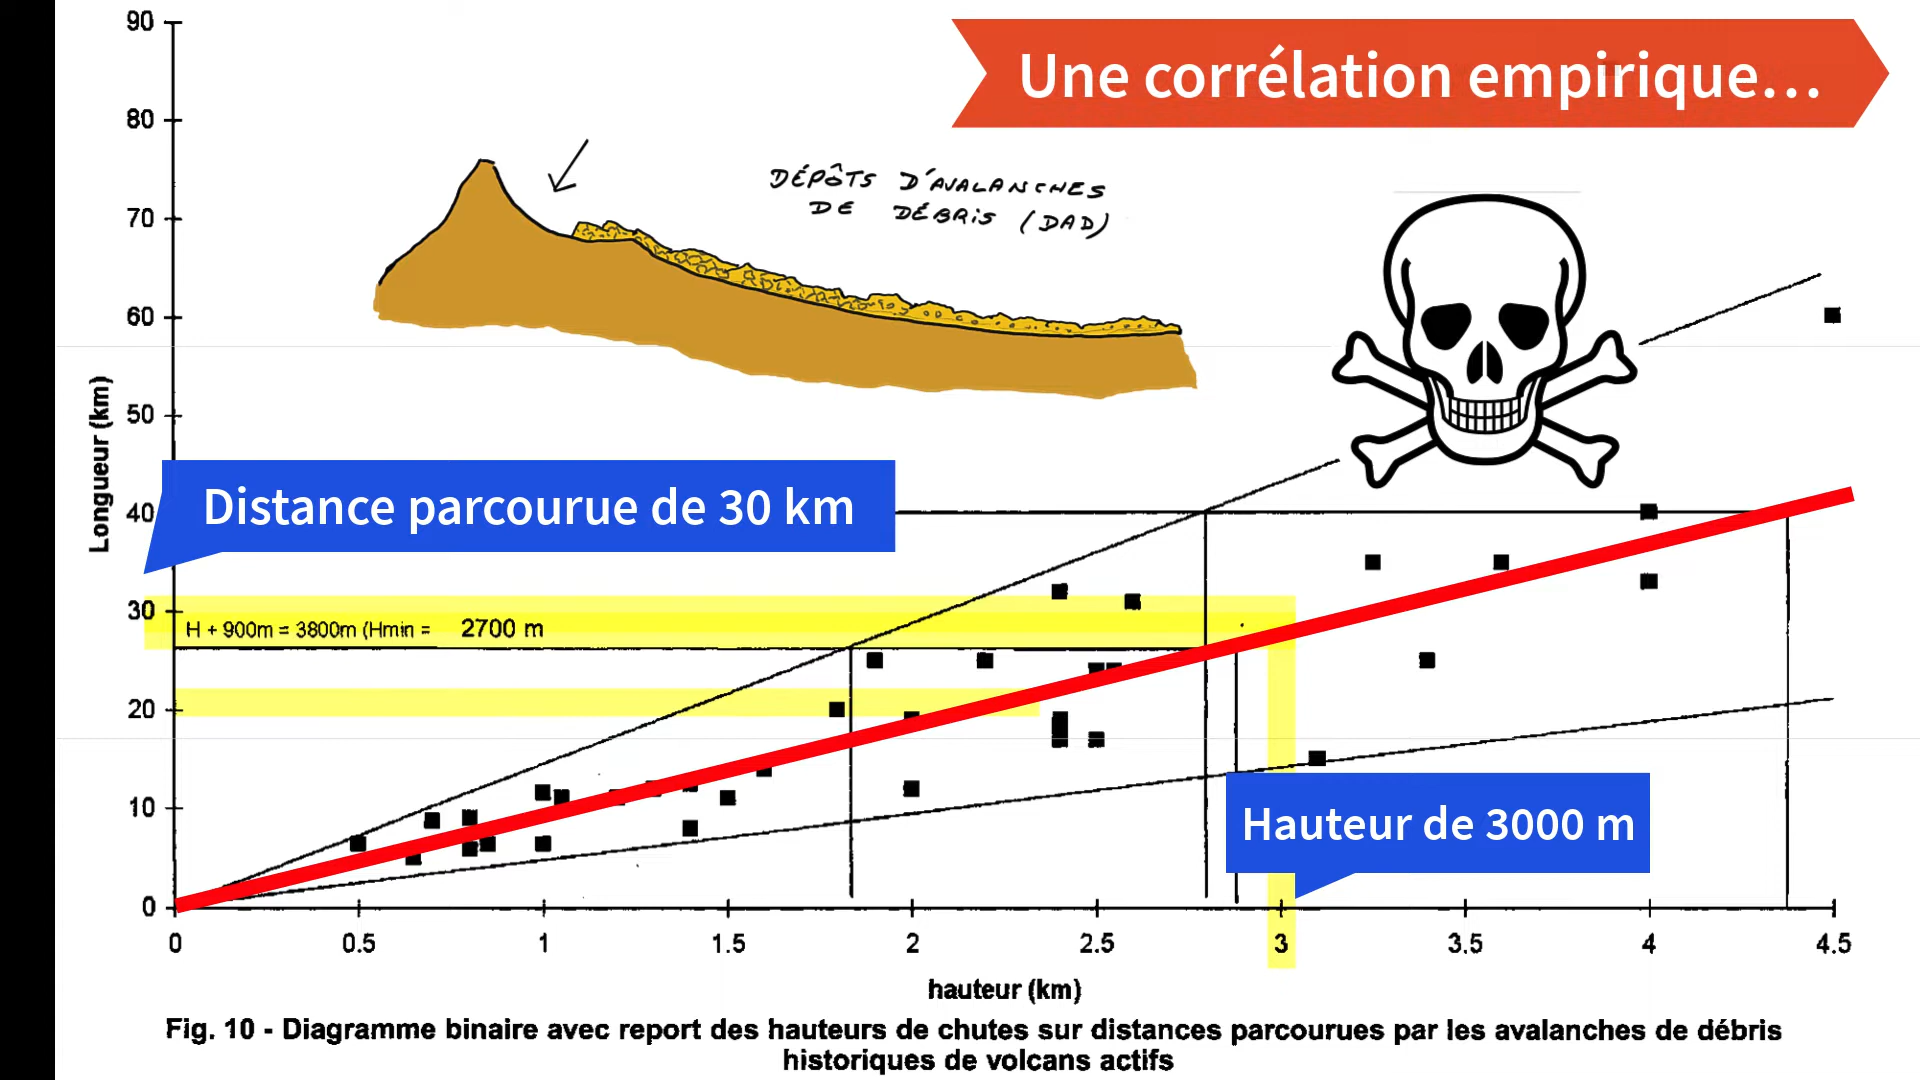 Une corrélation empirique...
DÉPÔTS D'AVALANCHES
DE DÉBRIS (DAD)
Longueur (km)
90
80
70
60
50
40
30
20
10
0
Distance parcourue de 30 km
H + 900m = 3800m (Hmin = 2700 m
Hauteur de 3000 m
0 0.5 1 1.5 2 2.5 3 3.5 4 4.5
hauteur (km)
Fig. 10 - Diagramme binaire avec report des hauteurs de chutes sur distances parcourues par les avalanches de débris
historiques de volcans actifs